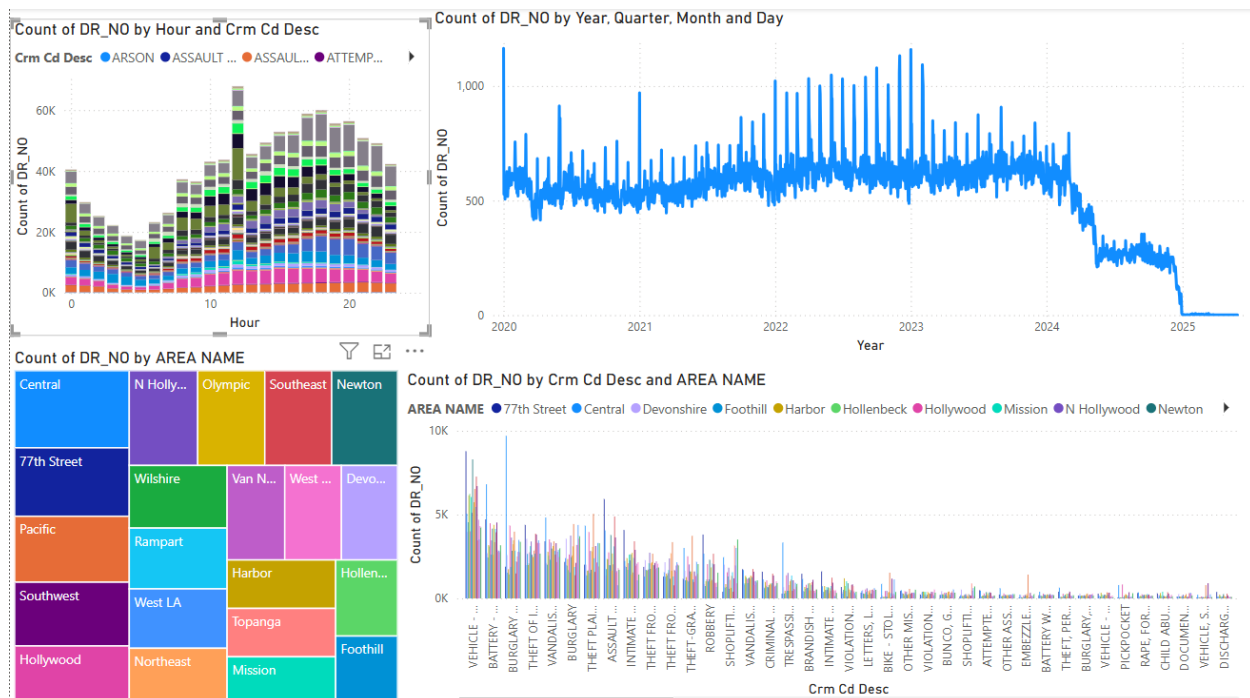 Count of DR_NO by Hour and Crm Cd Desc
Crm Cd Desc ARSON ASSAULT ... ASSAUL... ATTEMP...
Count of DR_NO
60K
40K
20K
0K
0 10 20
Hour
Count of DR_NO by Year, Quarter, Month and Day
Count of DR_NO
1,000
500
0
2020 2021 2022 2023 2024 2025
Year
Count of DR_NO by AREA NAME
Central
77th Street
Pacific
Southwest
Hollywood
N Holly...
Olympic
Southeast
Newton
Wilshire
Rampart
West LA
Northeast
Van N...
West ...
Devo...
Harbor
Topanga
Mission
Hollen...
Foothill
Count of DR_NO by Crm Cd Desc and AREA NAME
AREA NAME 77th Street Central Devonshire Foothill Harbor Hollenbeck Hollywood Mission N Hollywood Newton
Count of DR_NO
10K
5K
0K
VEHICLE - ...
BATTERY - ...
BURGLARY ...
THEFT OF I...
VANDALIS...
BURGLARY
THEFT PLAI...
ASSAULT ...
INTIMATE ...
THEFT FRO...
THEFT FRO...
THEFT-GRA...
ROBBERY
SHOPLIFTI...
VANDALIS...
CRIMINAL ...
TRESPASSI...
BRANDISH ...
INTIMATE ...
VIOLATION...
LETTERS, L...
BIKE - STOL...
OTHER MIS...
VIOLATION...
BUNCO, G...
SHOPLIFTI...
ATTEMPTE...
OTHER ASS...
EMBEZZLE...
BATTERY W...
THEFT, PER...
BURGLARY,...
VEHICLE - ...
PICKPOCKET
RAPE, FOR...
CHILD ABU...
DOCUMEN...
VEHICLE, S...
DISCHARG...
Crm Cd Desc